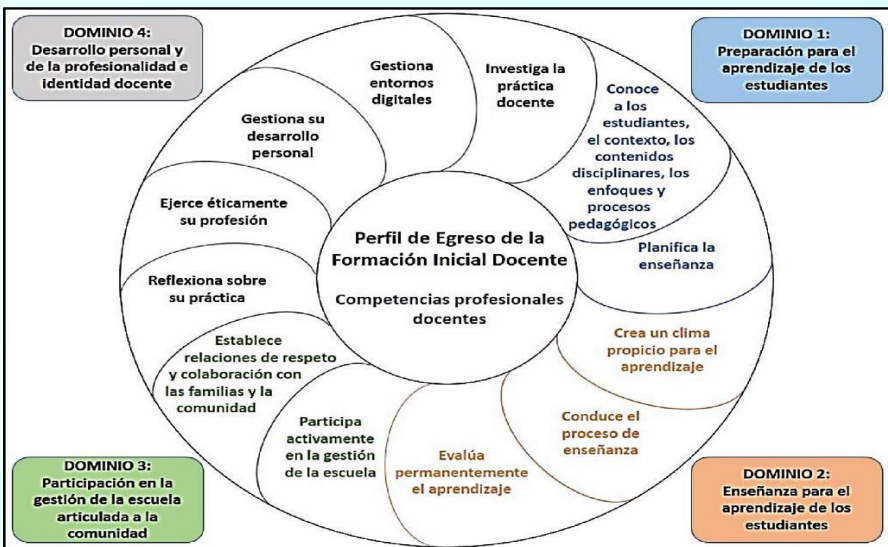 DOMINIO 4:
Desarrollo personal y
de la profesionalidad e
identidad docente
DOMINIO 1:
Preparación para el
aprendizaje de los
estudiantes
Gestiona
entornos
digitales
Investiga la
práctica
docente
Conoce
a los
estudiantes,
el contexto, los
contenidos
disciplinares, los
enfoques y
procesos
pedagógicos
Gestiona su
desarrollo
personal
Ejerce éticamente
su profesión
Reflexiona sobre
su práctica
Perfil de Egreso de la
Formación Inicial Docente
Competencias profesionales
docentes
Planifica la
enseñanza
Crea un clima
propicio para el
aprendizaje
Establece
relaciones de respeto
y colaboración con
las familias y la
comunidad
Participa
activamente
en la gestión
de la escuela
Evalúa
permanentemente
el aprendizaje
Conduce el
proceso de
enseñanza
DOMINIO 3:
Participación en la
gestión de la escuela
articulada a la
comunidad
DOMINIO 2:
Enseñanza para el
aprendizaje de los
estudiantes